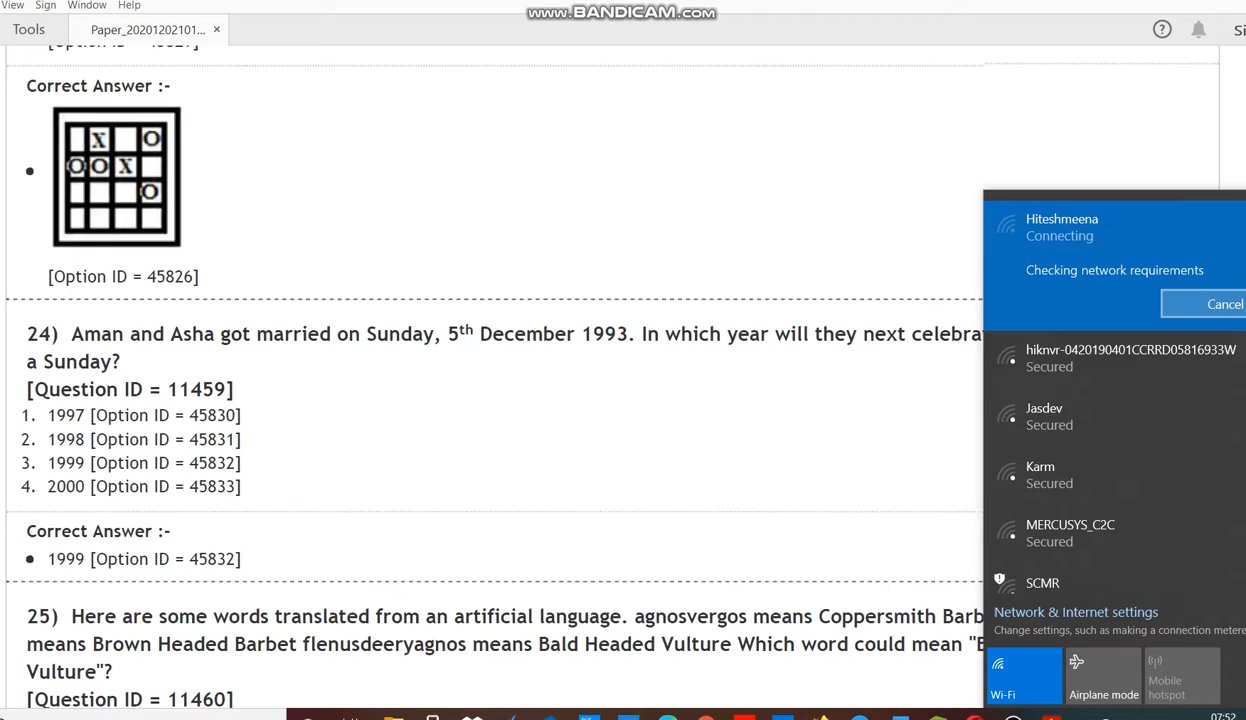 View Sign Window Help
www.BANDICAM.com
Tools
Paper_20201202101... ×
?
Correct Answer :-
X O
O O X
O
[Option ID = 45826]
24) Aman and Asha got married on Sunday, 5th December 1993. In which year will they next celebrat
a Sunday?
[Question ID = 11459]
1. 1997 [Option ID = 45830]
2. 1998 [Option ID = 45831]
3. 1999 [Option ID = 45832]
4. 2000 [Option ID = 45833]
Correct Answer :-
• 1999 [Option ID = 45832]
25) Here are some words translated from an artificial language. agnosvergos means Coppersmith Barb
means Brown Headed Barbet flenusdeeryagnos means Bald Headed Vulture Which word could mean "
Vulture"?
[Question ID = 11460]
Hiteshmeena
Connecting
Checking network requirements
Cancel
hiknvr-0420190401CCRRD05816933W
Secured
Jasdev
Secured
Karm
Secured
MERCUSYS_C2C
Secured
SCMR
Network & Internet settings
Change settings, such as making a connection metere
Wi-Fi
Airplane mode
Mobile
hotspot
07:52